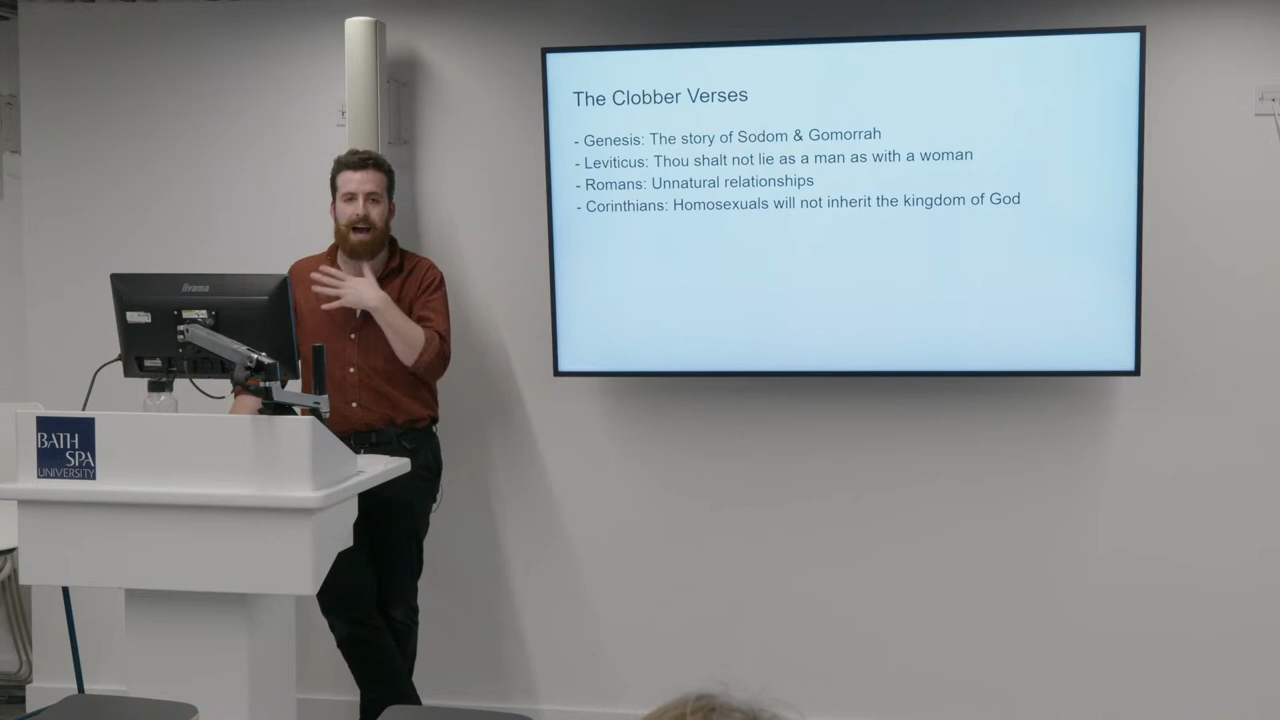 The Clobber Verses
- Genesis: The story of Sodom & Gomorrah
- Leviticus: Thou shalt not lie as a man as with a woman
- Romans: Unnatural relationships
- Corinthians: Homosexuals will not inherit the kingdom of God
iiyama
BATH
SPA
UNIVERSITY